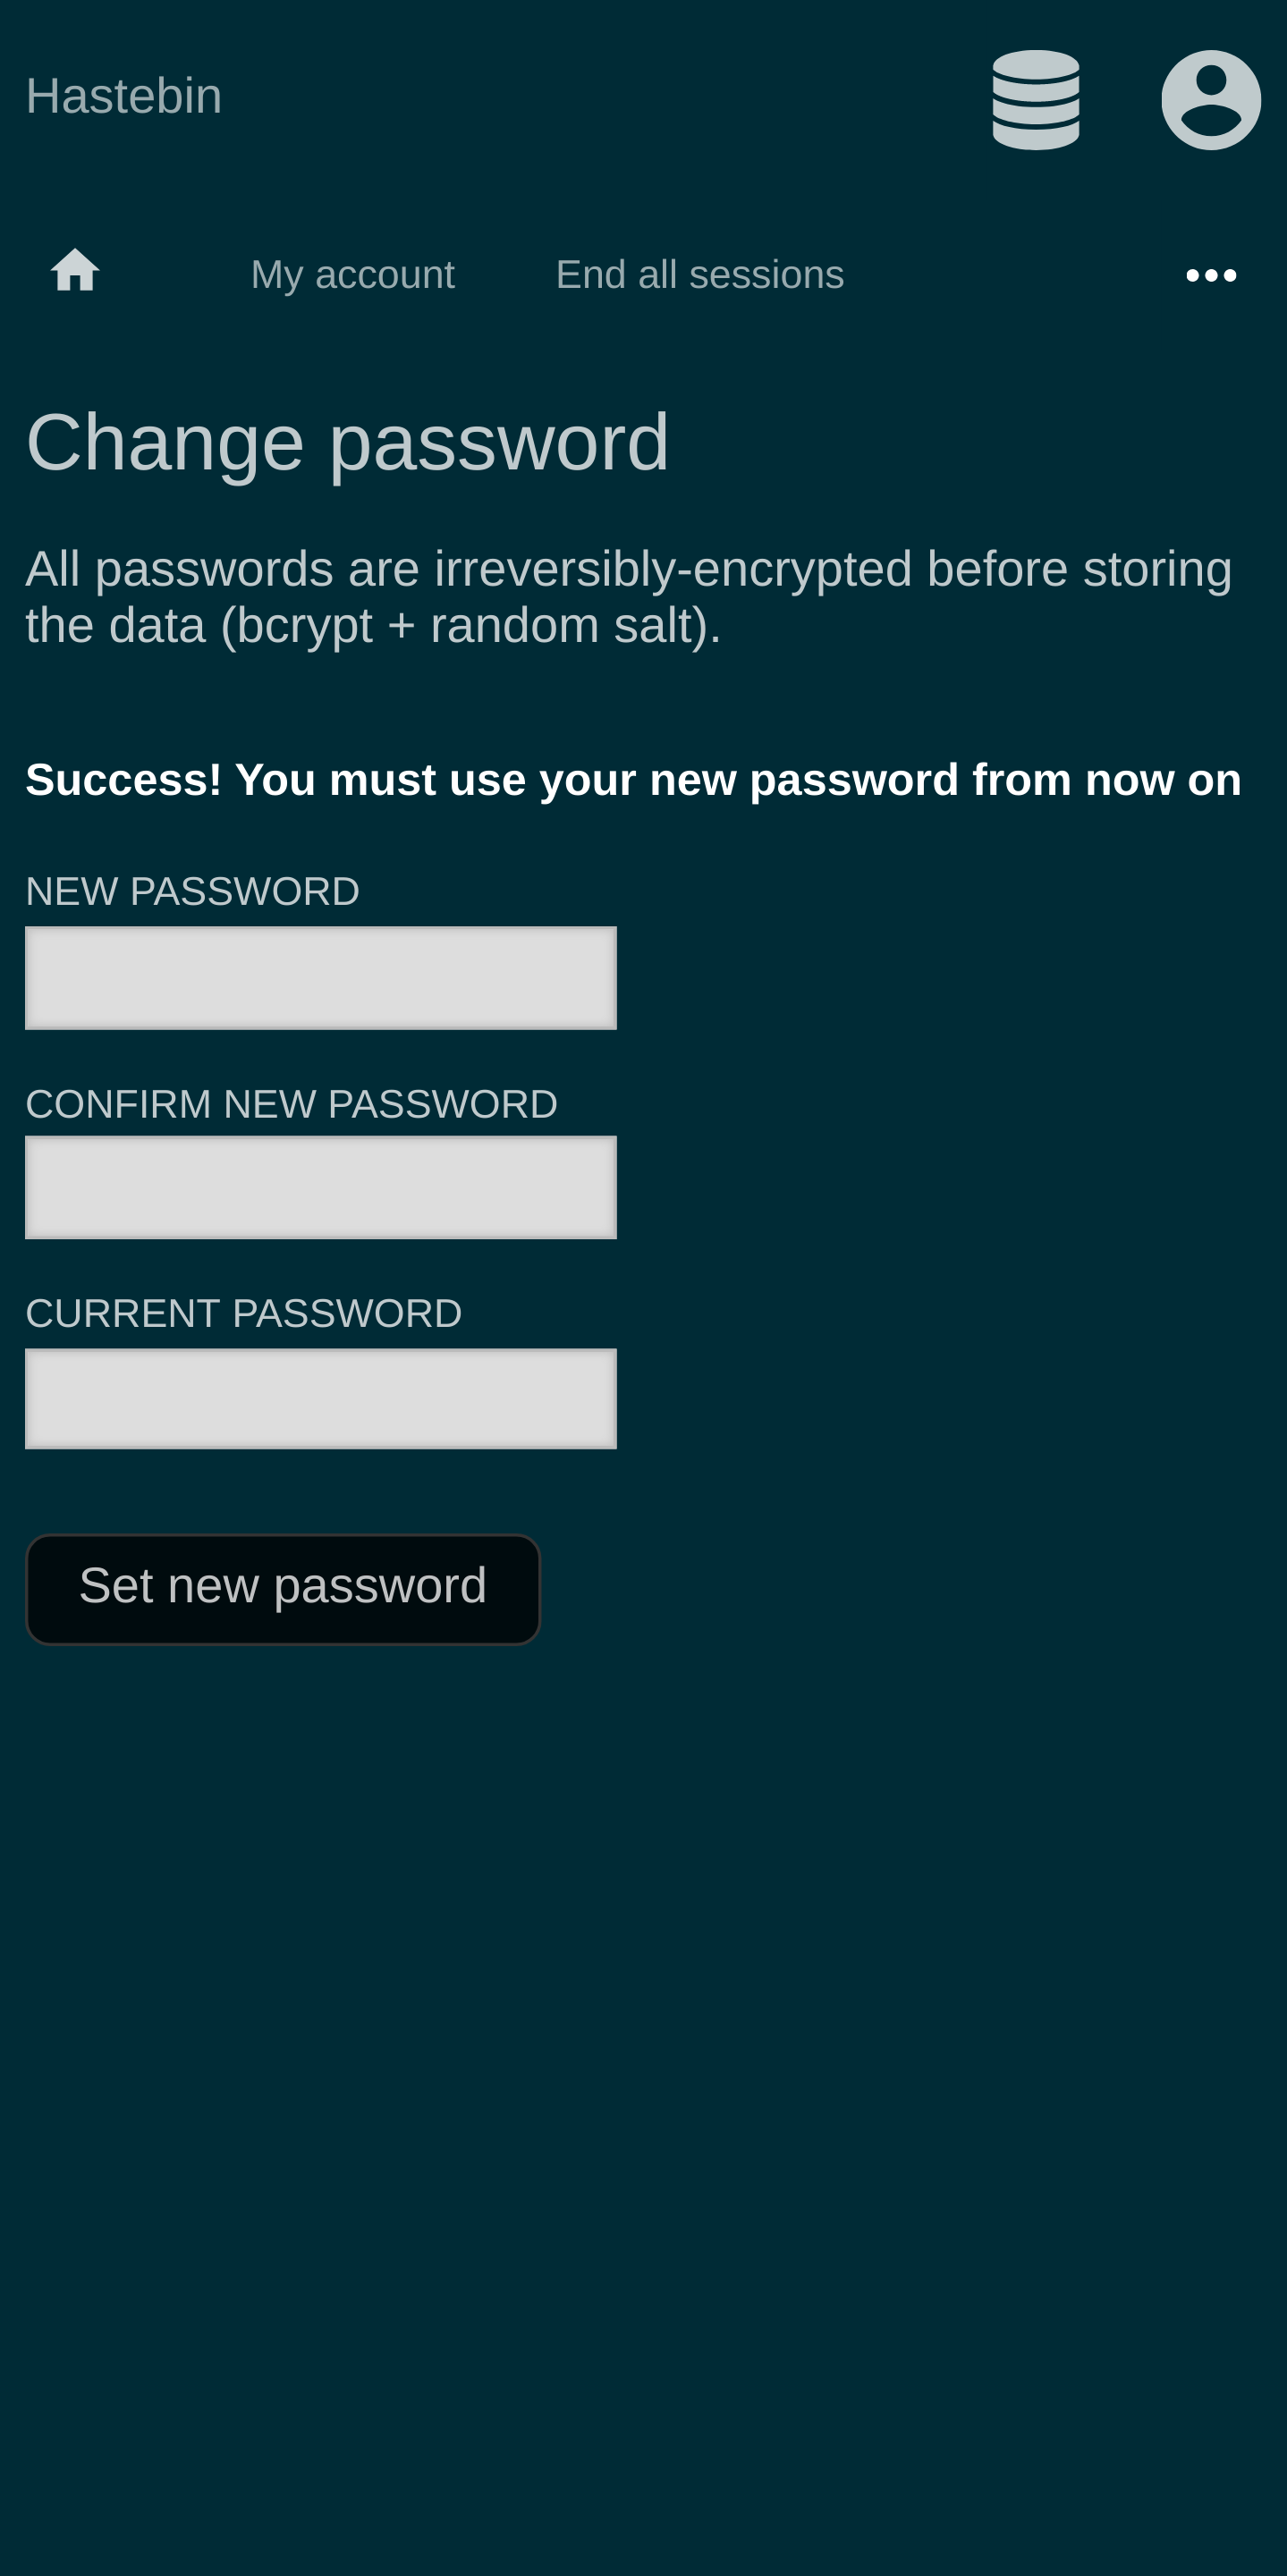 Hastebin
My account
End all sessions
Change password
All passwords are irreversibly-encrypted before storing
the data (bcrypt + random salt).
Success! You must use your new password from now on
NEW PASSWORD
CONFIRM NEW PASSWORD
CURRENT PASSWORD
Set new password